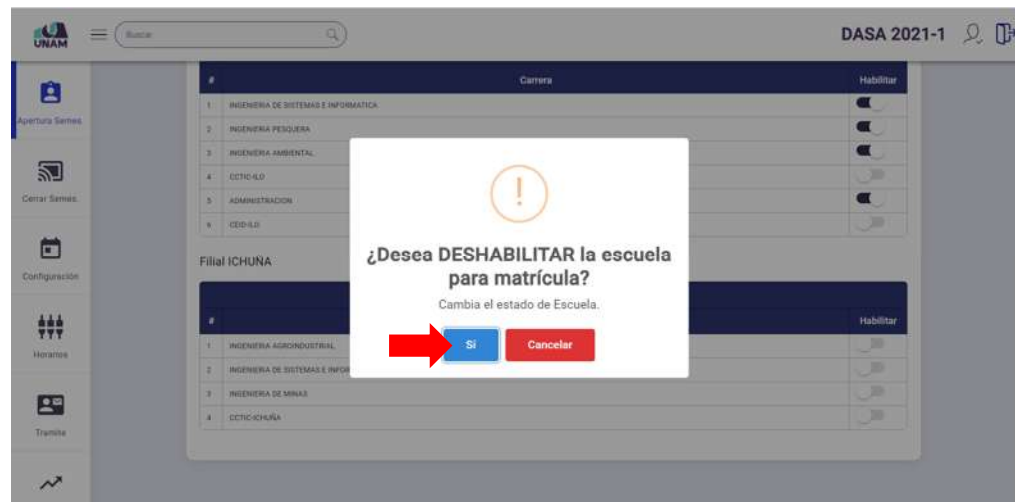 UNAM
Buscar
DASA 2021-1
Apertura Semes.
Cerrar Semes.
Configuración
Horarios
Tramite
# Carrera Habilitar
1 INGENIERIA DE SISTEMAS E INFORMATICA
2 INGENIERIA PESQUERA
3 INGENIERIA AMBIENTAL
4 CCTIC-ILO
5 ADMINISTRACION
6 CEID-ILO
Filial ICHUÑA
# Habilitar
1 INGENIERIA AGROINDUSTRIAL
2 INGENIERIA DE SISTEMAS E INFOR
3 INGENIERIA DE MINAS
4 CCTIC-ICHUÑA
!
¿Desea DESHABILITAR la escuela
para matrícula?
Cambia el estado de Escuela.
Sí Cancelar